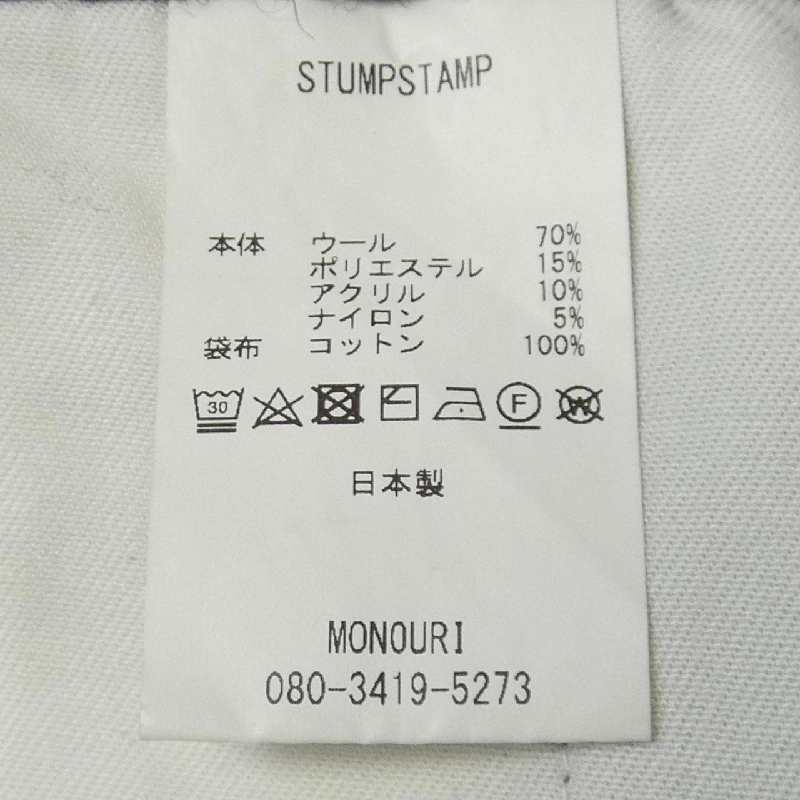 STUMPSTAMP
本体 ウール 70%
ポリエステル 15%
アクリル 10%
ナイロン 5%
袋布 コットン 100%
30 F W
日本製
MONOURI
080-3419-5273